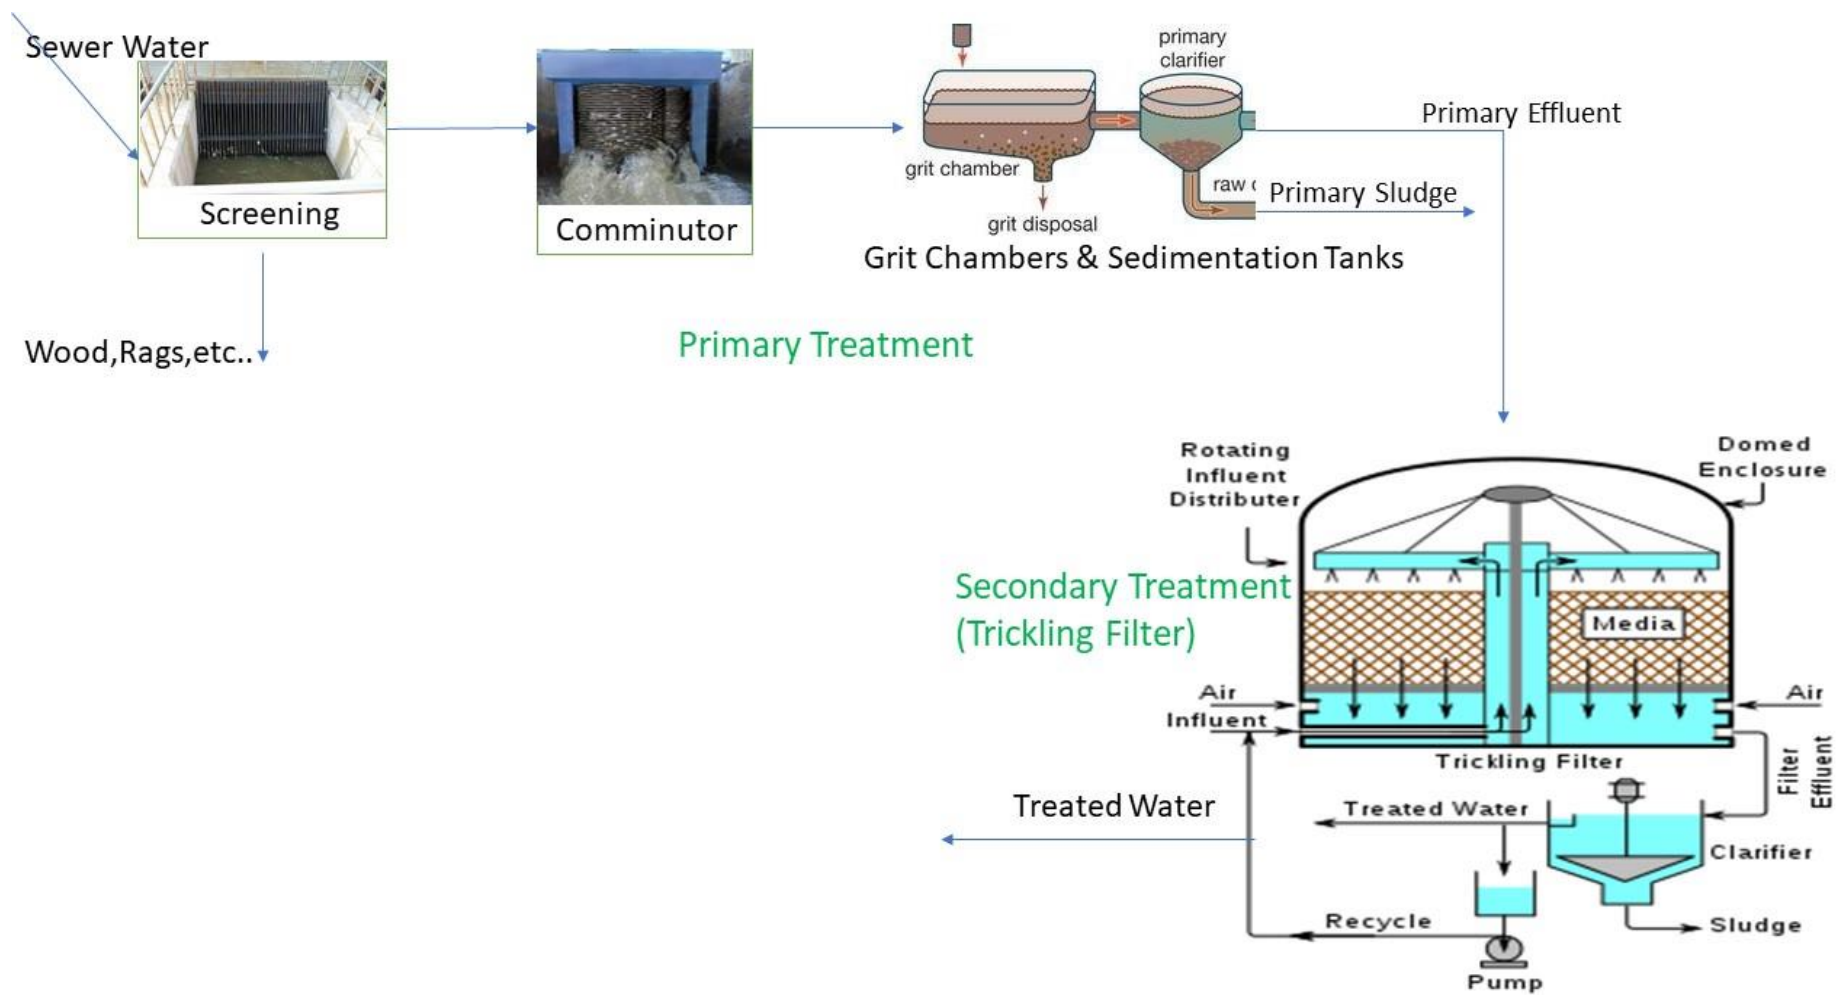 Sewer Water
Screening
Wood,Rags,etc..
Comminutor
grit chamber
grit disposal
primary
clarifier
raw
Primary Effluent
Primary Sludge
Grit Chambers & Sedimentation Tanks
Primary Treatment
Rotating
Influent
Distributer
Domed
Enclosure
Secondary Treatment
(Trickling Filter)
Media
Air
Air
Influent
Trickling Filter
Filter
Effluent
Treated Water
Treated Water
Clarifier
Recycle
Sludge
Pump